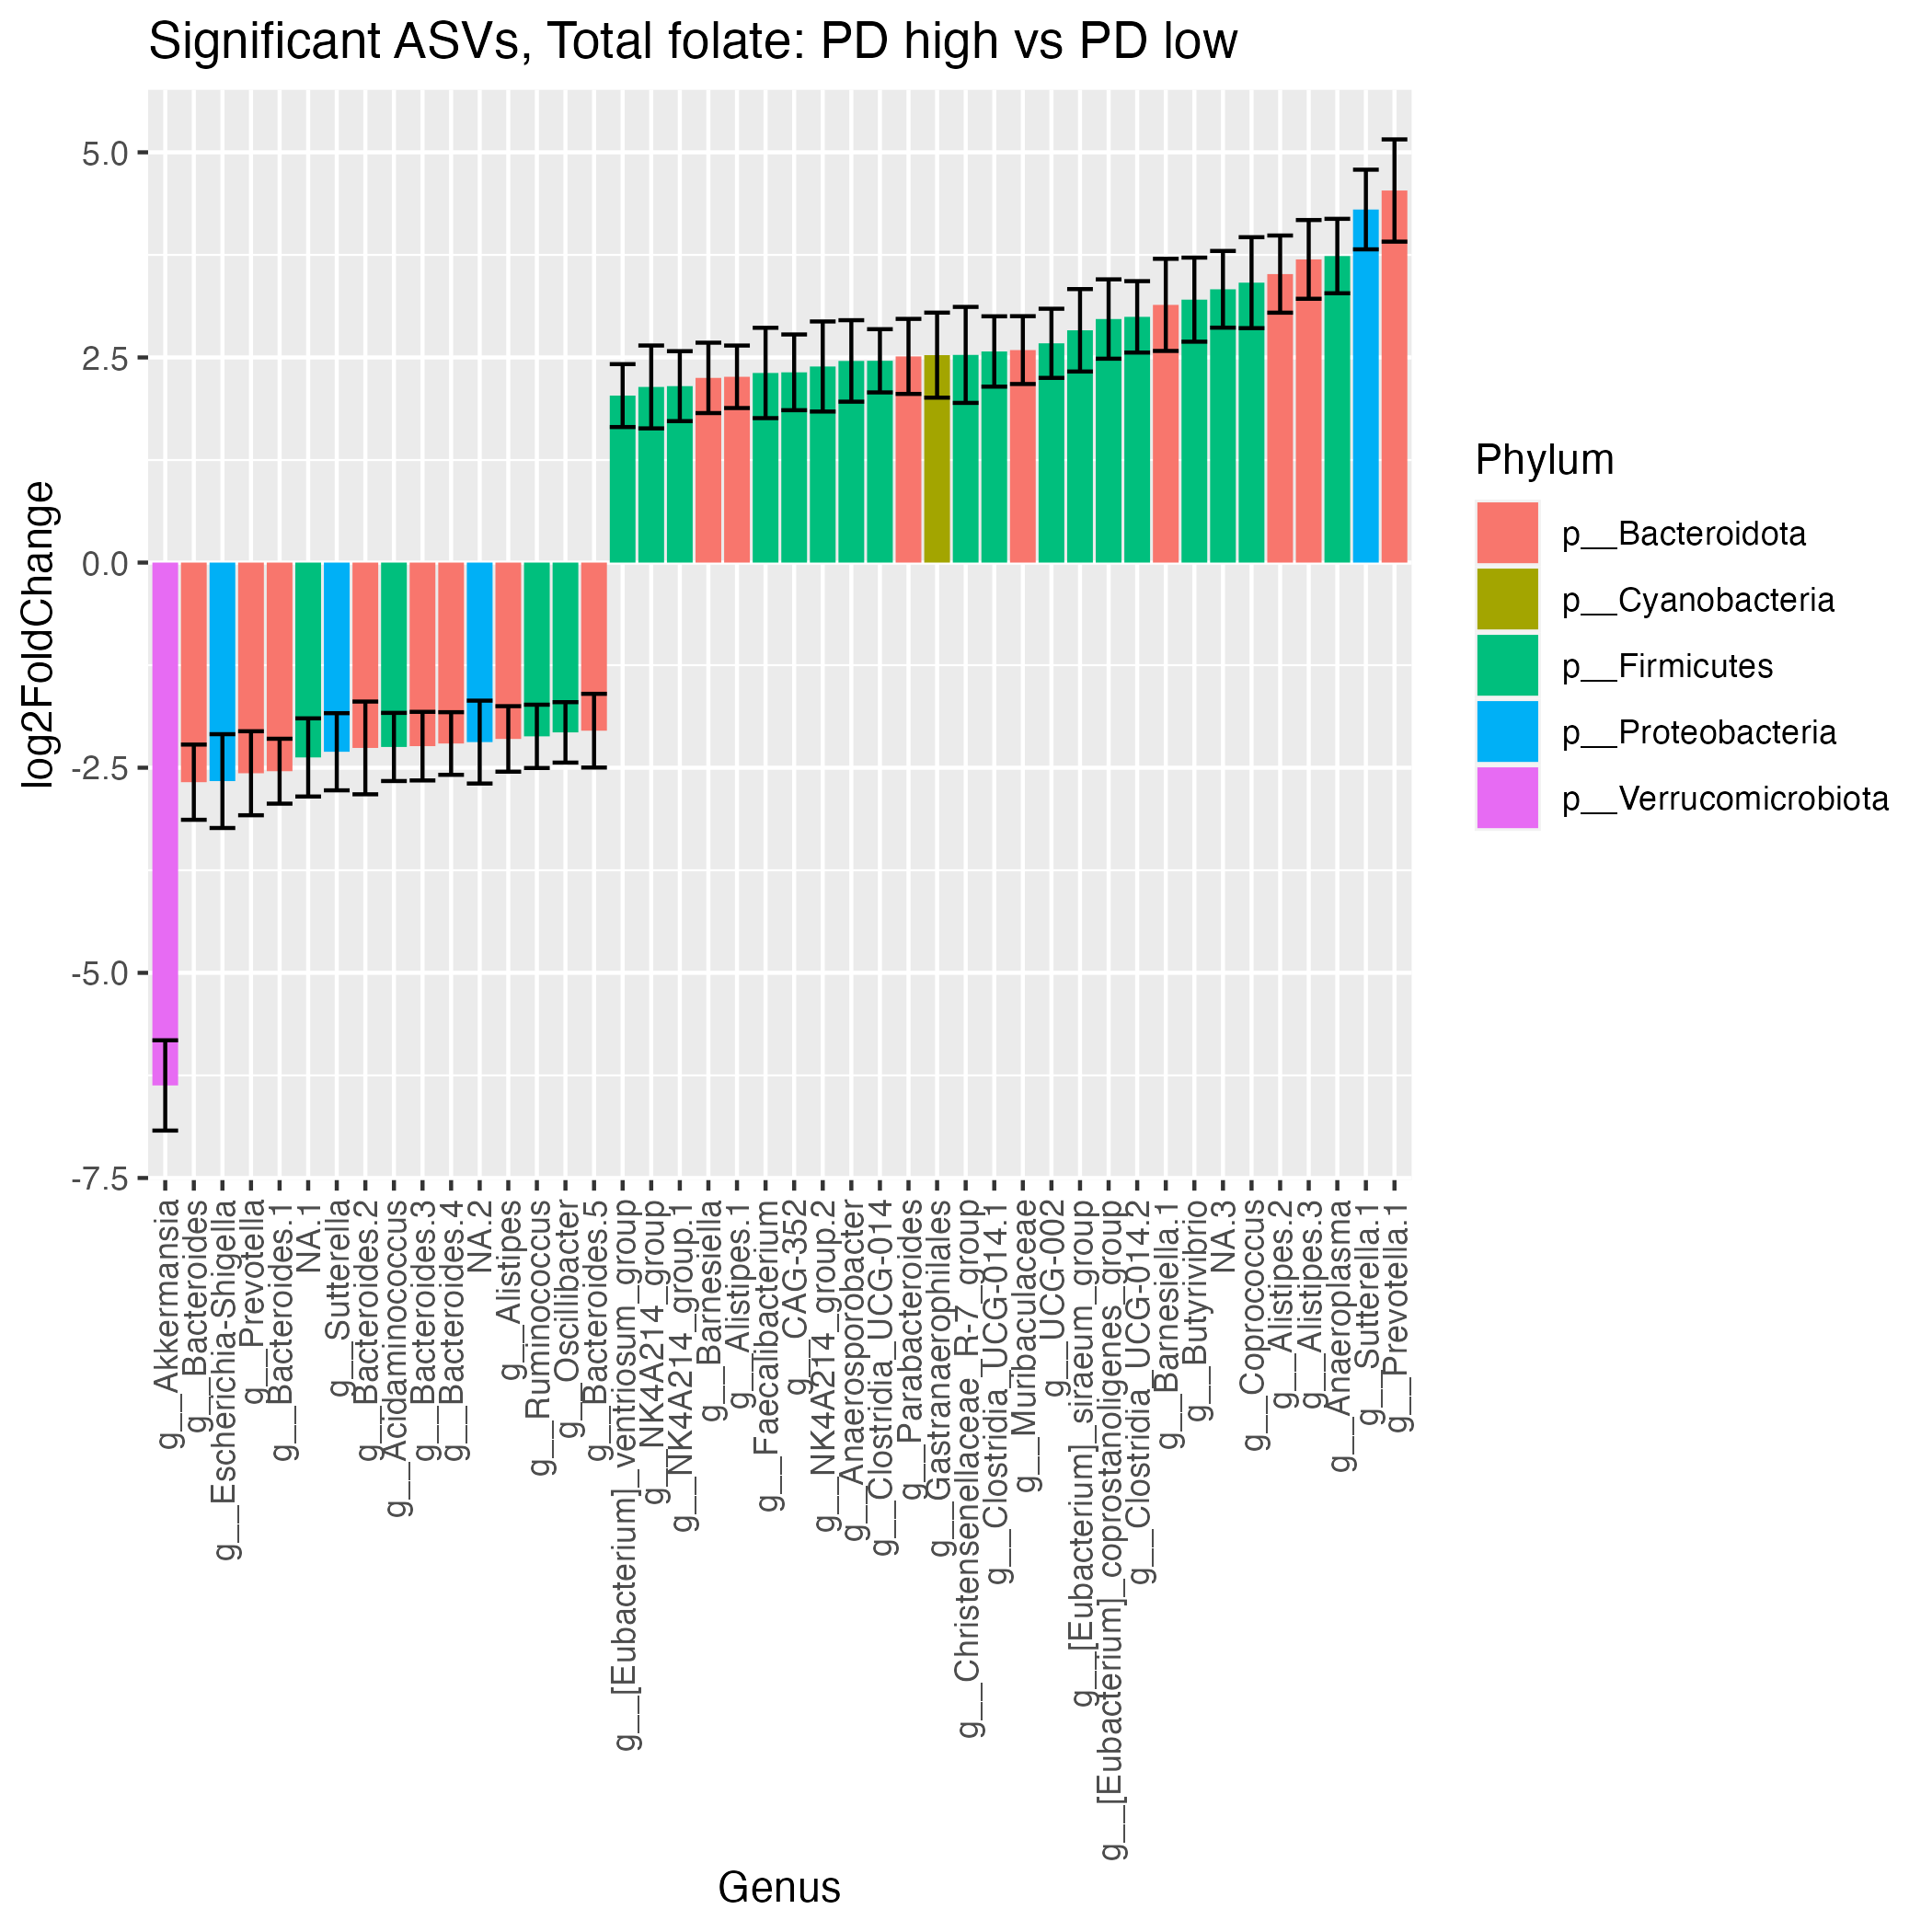 Significant ASVs, Total folate: PD high vs PD low
log2FoldChange
5.0
2.5
0.0
-2.5
-5.0
-7.5
g__Akkermansia
g__Bacteroides
g__Escherichia-Shigella
g__Prevotella
g__Bacteroides.1
NA.1
g__Sutterella
g__Bacteroides.2
g__Acidaminococcus
g__Bacteroides.3
g__Bacteroides.4
NA.2
g__Alistipes
g__Ruminococcus
g__Oscillibacter
g__Bacteroides.5
g__[Eubacterium]_ventriosum_group
g__NK4A214_group
g__NK4A214_group.1
g__Barnesiella
g__Alistipes.1
g__Faecalibacterium
g__CAG-352
g__NK4A214_group.2
g__Anaerosporobacter
g__Clostridia_UCG-014
g__Parabacteroides
g__Gastranaerophilales
g__Christensenellaceae_R-7_group
g__Clostridia_UCG-014.1
g__Muribaculaceae
g__UCG-002
g__[Eubacterium]_siraeum_group
g__[Eubacterium]_coprostanoligenes_group
g__Clostridia_UCG-014.2
g__Barnesiella.1
g__Butyrivibrio
NA.3
g__Coprococcus
g__Alistipes.2
g__Alistipes.3
g__Anaeroplasma
g__Sutterella.1
g__Prevotella.1
Genus
Phylum
p__Bacteroidota
p__Cyanobacteria
p__Firmicutes
p__Proteobacteria
p__Verrucomicrobiota